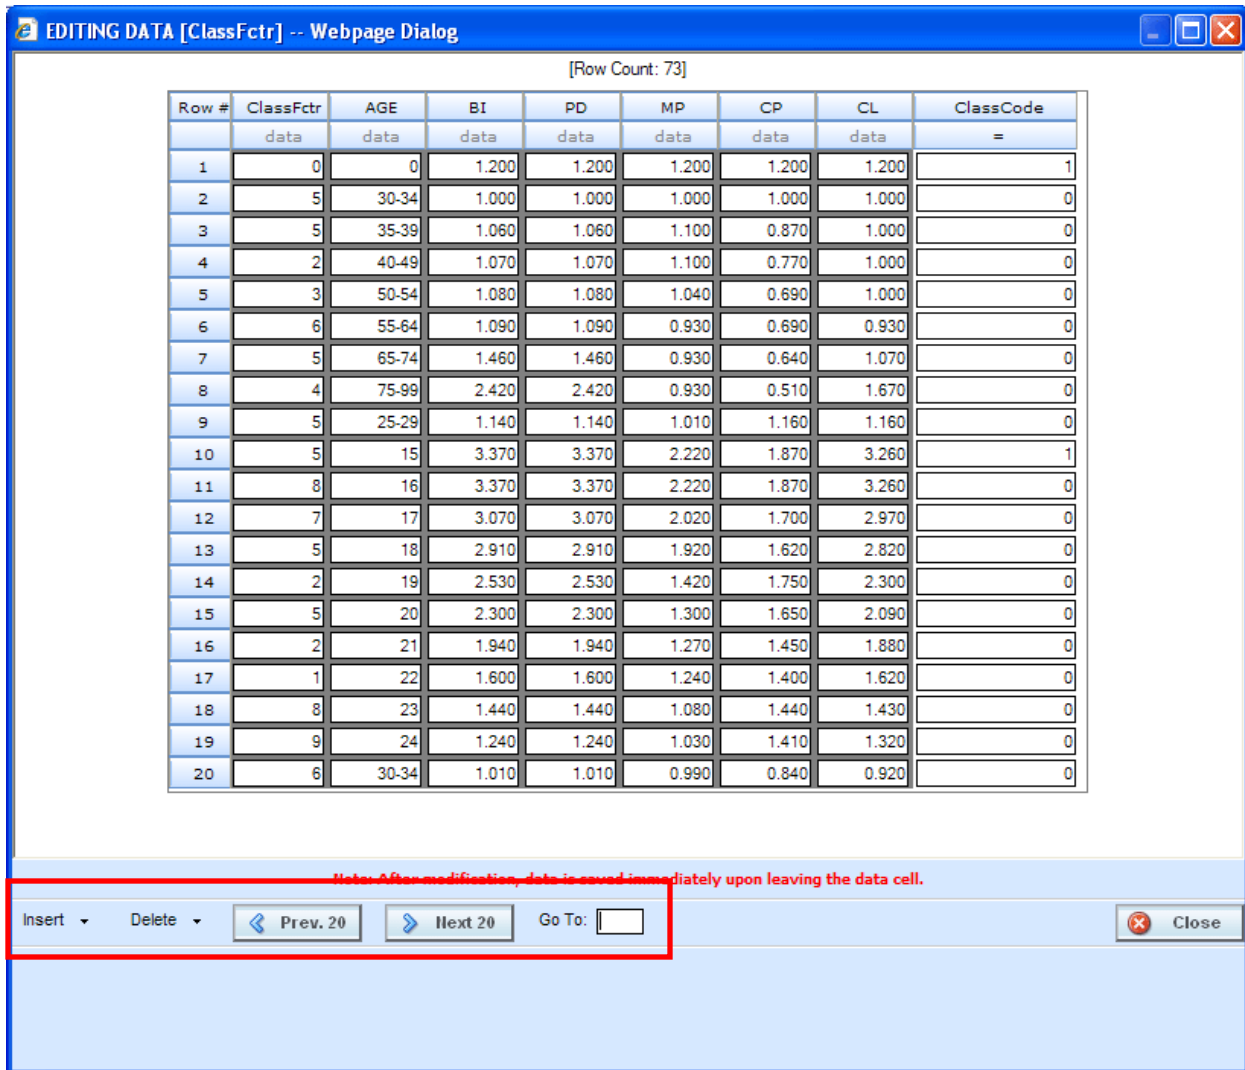 EDITING DATA [ClassFctr] -- Webpage Dialog
[Row Count: 73]
Row # ClassFctr AGE BI PD MP CP CL ClassCode
data data data data data data data =
1 0 0 1.200 1.200 1.200 1.200 1.200 1
2 5 30-34 1.000 1.000 1.000 1.000 1.000 0
3 5 35-39 1.060 1.060 1.100 0.870 1.000 0
4 2 40-49 1.070 1.070 1.100 0.770 1.000 0
5 3 50-54 1.080 1.080 1.040 0.690 1.000 0
6 6 55-64 1.090 1.090 0.930 0.690 0.930 0
7 5 65-74 1.460 1.460 0.930 0.640 1.070 0
8 4 75-99 2.420 2.420 0.930 0.510 1.670 0
9 5 25-29 1.140 1.140 1.010 1.160 1.160 0
10 5 15 3.370 3.370 2.220 1.870 3.260 1
11 8 16 3.370 3.370 2.220 1.870 3.260 0
12 7 17 3.070 3.070 2.020 1.700 2.970 0
13 5 18 2.910 2.910 1.920 1.620 2.820 0
14 2 19 2.530 2.530 1.420 1.750 2.300 0
15 5 20 2.300 2.300 1.300 1.650 2.090 0
16 2 21 1.940 1.940 1.270 1.450 1.880 0
17 1 22 1.600 1.600 1.240 1.400 1.620 0
18 8 23 1.440 1.440 1.080 1.440 1.430 0
19 9 24 1.240 1.240 1.030 1.410 1.320 0
20 6 30-34 1.010 1.010 0.990 0.840 0.920 0
Note: After modification, data is saved immediately upon leaving the data cell.
Insert Delete Prev. 20 Next 20 Go To: Close